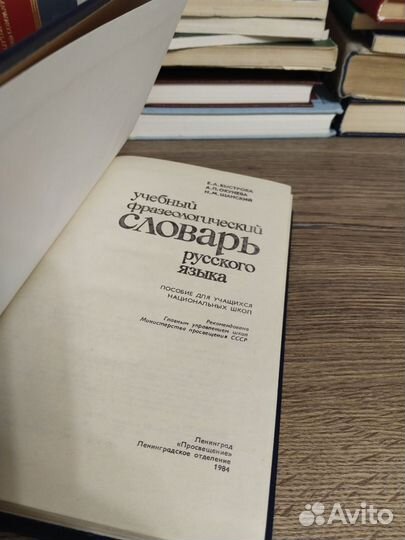 Е.А. БЫСТРОВА
А.П. ОКУНЕВА
Н.М. ШАНСКИЙ
учебный
фразеологический
словарь
русского
языка
ПОСОБИЕ ДЛЯ УЧАЩИХСЯ
НАЦИОНАЛЬНЫХ ШКОЛ
Рекомендовано
Главным управлением школ
Министерства просвещения СССР
Ленинград
«Просвещение»
Ленинградское отделение
1984
Avito